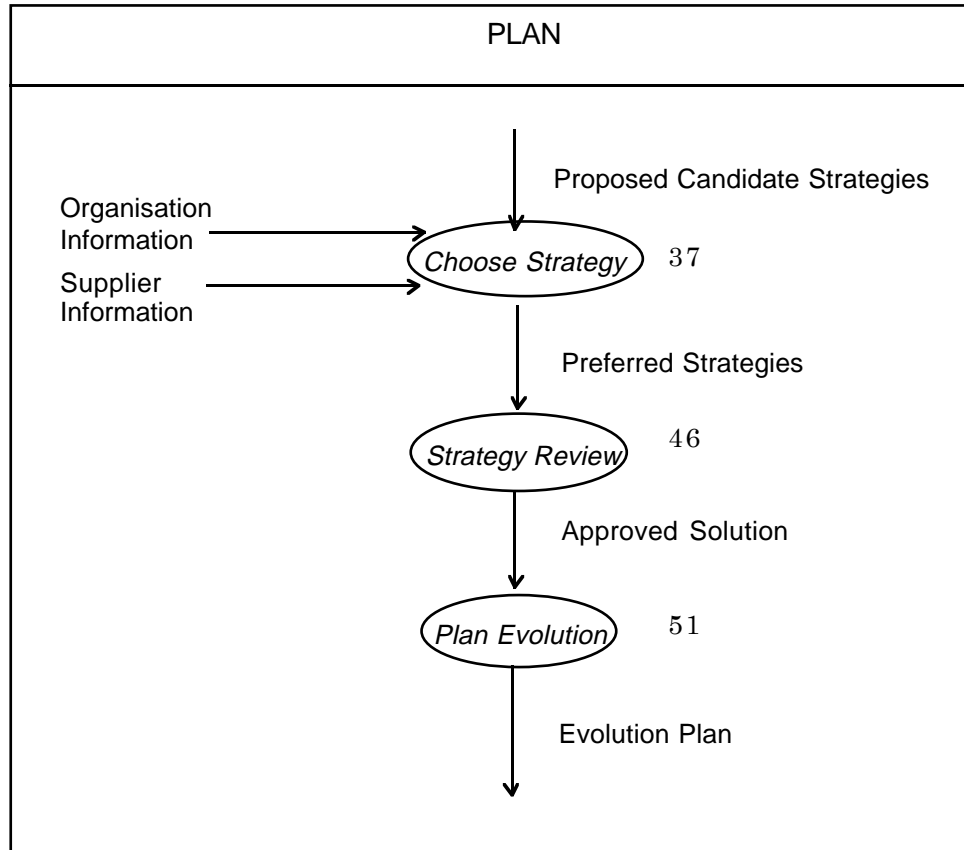 PLAN
Proposed Candidate Strategies
Organisation
Information
Choose Strategy 37
Supplier
Information
Preferred Strategies
Strategy Review 46
Approved Solution
Plan Evolution 51
Evolution Plan